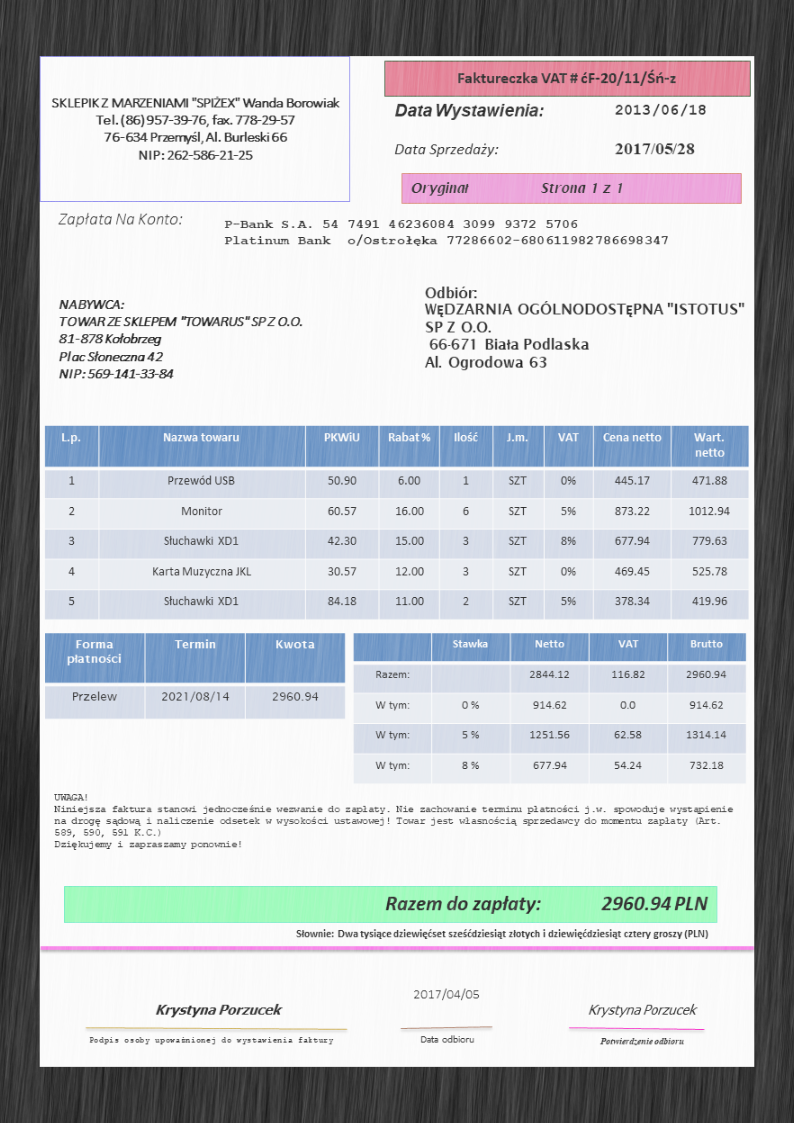 SKLEPIK Z MARZENIAMI "SPIŻEX" Wanda Borowiak
Tel. (86) 957-39-76, fax. 778-29-57
76-634 Przemyśl, Al. Burleski 66
NIP: 262-586-21-25
Faktureczka VAT # ćF-20/11/Śń-z
Data Wystawienia: 2013/06/18
Data Sprzedaży: 2017/05/28
Oryginał Strona 1 z 1
Zapłata Na Konto:
P-Bank S.A. 54 7491 46236084 3099 9372 5706
Platinum Bank o/Ostrołęka 77286602-680611982786698347
NABYWCA:
TOWAR ZE SKLEPEM "TOWARUS" SP Z O.O.
81-878 Kołobrzeg
Plac Słoneczna 42
NIP: 569-141-33-84
Odbiór:
WĘDZARNIA OGÓLNODOSTĘPNA "ISTOTUS"
SP Z O.O.
66-671 Biała Podlaska
Al. Ogrodowa 63
L.p. Nazwa towaru PKWiU Rabat % Ilość J.m. VAT Cena netto Wart. netto
1 Przewód USB 50.90 6.00 1 SZT 0% 445.17 471.88
2 Monitor 60.57 16.00 6 SZT 5% 873.22 1012.94
3 Słuchawki XD1 42.30 15.00 3 SZT 8% 677.94 779.63
4 Karta Muzyczna JKL 30.57 12.00 3 SZT 0% 469.45 525.78
5 Słuchawki XD1 84.18 11.00 2 SZT 5% 378.34 419.96
Forma płatności Termin Kwota
Przelew 2021/08/14 2960.94
Stawka Netto VAT Brutto
Razem: 2844.12 116.82 2960.94
W tym: 0 % 914.62 0.0 914.62
W tym: 5 % 1251.56 62.58 1314.14
W tym: 8 % 677.94 54.24 732.18
UWAGA!
Niniejsza faktura stanowi jednocześnie wezwanie do zapłaty. Nie zachowanie terminu płatności j.w. spowoduje wystąpienie
na drogę sądową i naliczenie odsetek w wysokości ustawowej! Towar jest własnością sprzedawcy do momentu zapłaty (Art.
589, 590, 591 K.C.)
Dziękujemy i zapraszamy ponownie!
Razem do zapłaty: 2960.94 PLN
Słownie: Dwa tysiące dziewięćset sześćdziesiąt złotych i dziewięćdziesiąt cztery groszy (PLN)
Krystyna Porzucek
Podpis osoby upoważnionej do wystawienia faktury
2017/04/05
Data odbioru
Krystyna Porzucek
Potwierdzenie odbioru